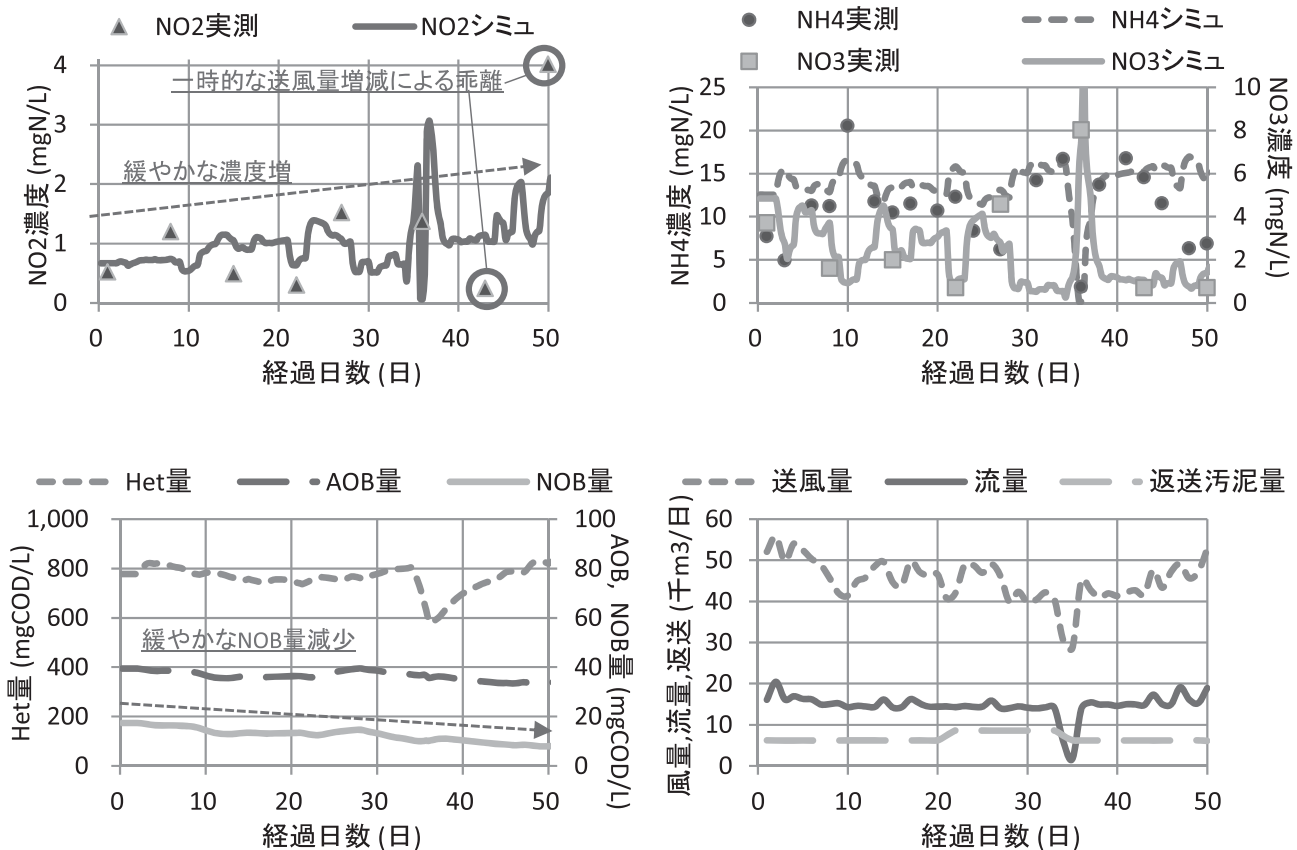 NO2実測 NO2シミュ
NO2濃度 (mgN/L)
4
3
2
1
0
一時的な送風量増減による乖離
緩やかな濃度増
0 10 20 30 40 50
経過日数 (日)
NH4実測 NH4シミュ
NO3実測 NO3シミュ
NH4濃度 (mgN/L)
25
20
15
10
5
0
10
8
6
4
2
0
NO3濃度 (mgN/L)
0 10 20 30 40 50
経過日数 (日)
Het量 AOB量 NOB量
Het量 (mgCOD/L)
1,000
800
600
400
200
0
緩やかなNOB量減少
100
80
60
40
20
0
AOB, NOB量 (mgCOD/L)
0 10 20 30 40 50
経過日数 (日)
送風量 流量 返送汚泥量
風量,流量,返送 (千m3/日)
60
50
40
30
20
10
0
0 10 20 30 40 50
経過日数 (日)